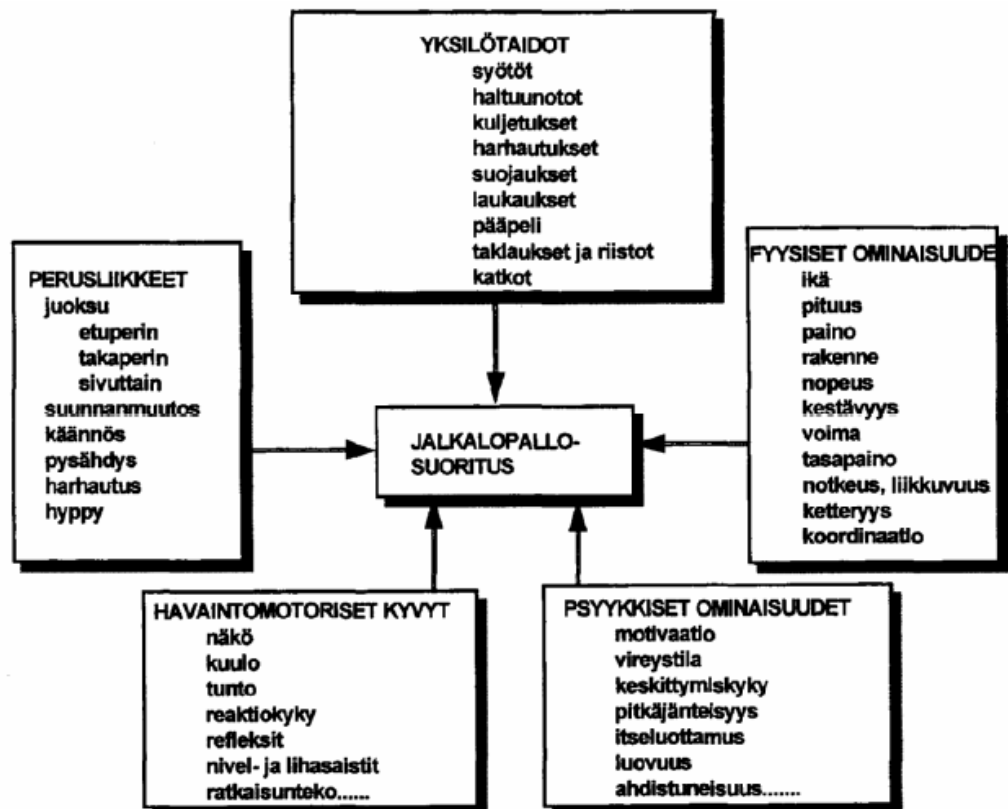 YKSILÖTAIDOT
syötöt
haltuunotot
kuljetukset
harhautukset
suojaukset
laukaukset
pääpeli
taklaukset ja riistot
katkot
PERUSLIIKKEET
juoksu
etuperin
takaperin
sivuttain
suunnanmuutos
käännös
pysähdys
harhautus
hyppy
FYYSISET OMINAISUUDE
ikä
pituus
paino
rakenne
nopeus
kestävyys
voima
tasapaino
notkeus, liikkuvuus
ketteryys
koordinaatio
JALKALOPALLO-
SUORITUS
HAVAINTOMOTORISET KYVYT
näkö
kuulo
tunto
reaktiokyky
refleksit
nivel- ja lihasaistit
ratkaisunteko......
PSYYKKISET OMINAISUUDET
motivaatio
vireystila
keskittymiskyky
pitkäjänteisyys
itseluottamus
luovuus
ahdistuneisuus.......